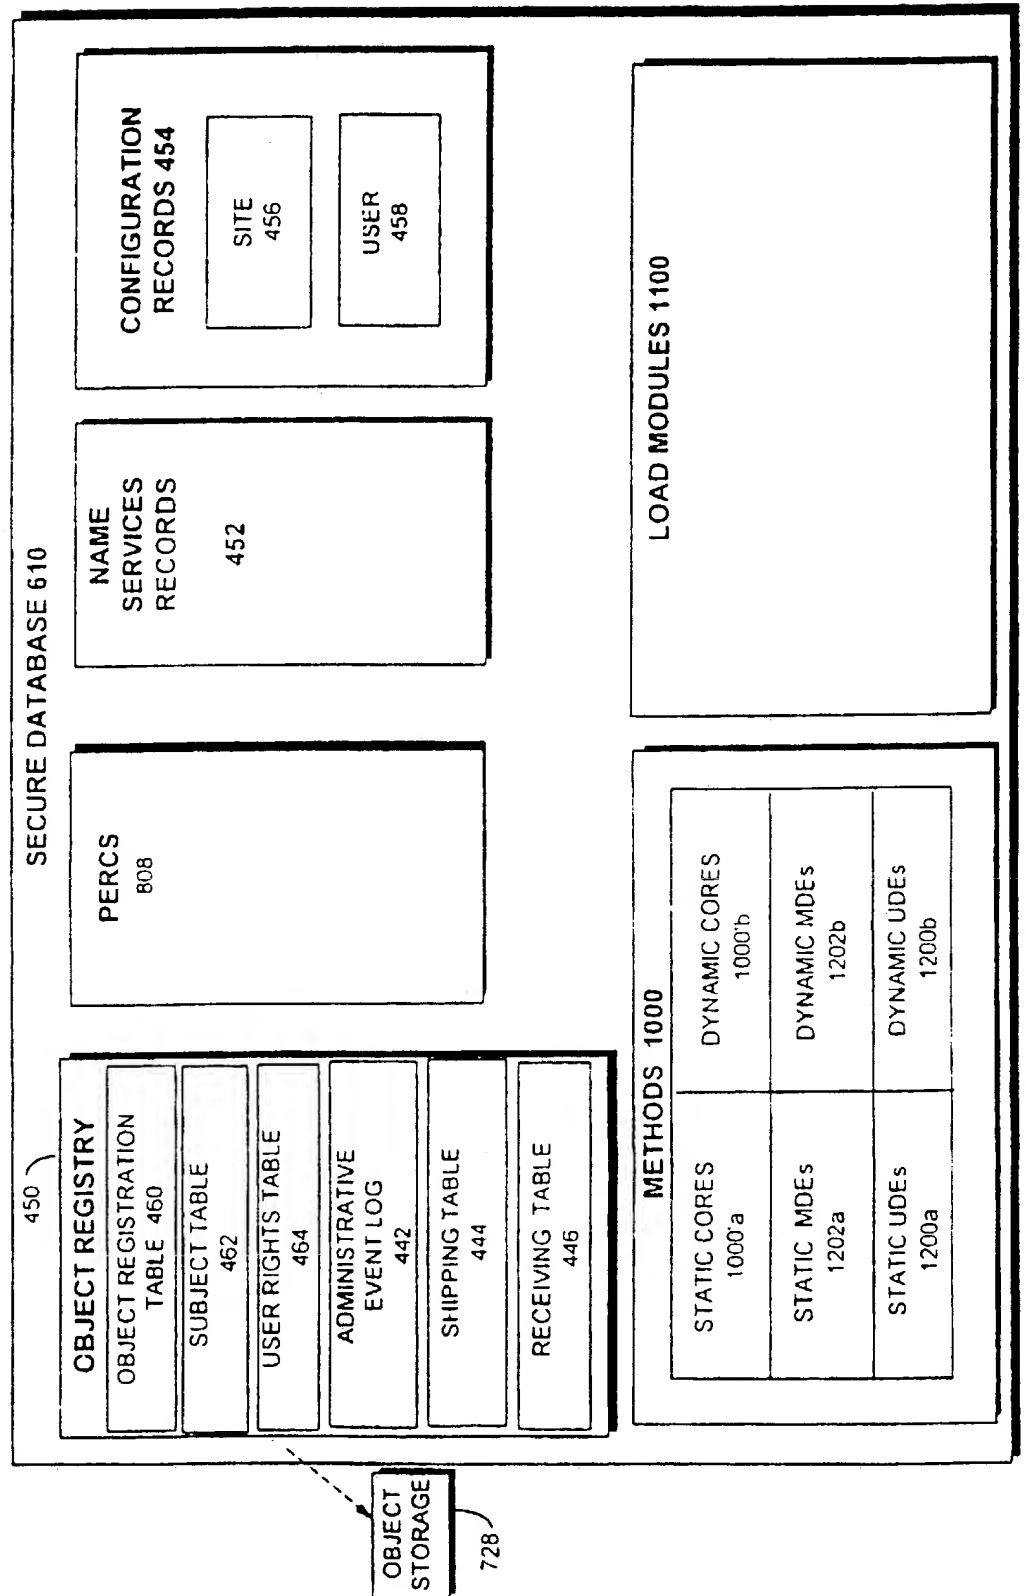 SECURE DATABASE 610
450
OBJECT REGISTRY
OBJECT REGISTRATION
TABLE 460
SUBJECT TABLE
462
USER RIGHTS TABLE
464
ADMINISTRATIVE
EVENT LOG
442
SHIPPING TABLE
444
RECEIVING TABLE
446
OBJECT
STORAGE
728
PERCS
808
NAME
SERVICES
RECORDS
452
CONFIGURATION
RECORDS 454
SITE
456
USER
458
METHODS 1000
STATIC CORES
1000'a
DYNAMIC CORES
1000'b
STATIC MDEs
1202a
DYNAMIC MDEs
1202b
STATIC UDEs
1200a
DYNAMIC UDEs
1200b
LOAD MODULES 1100